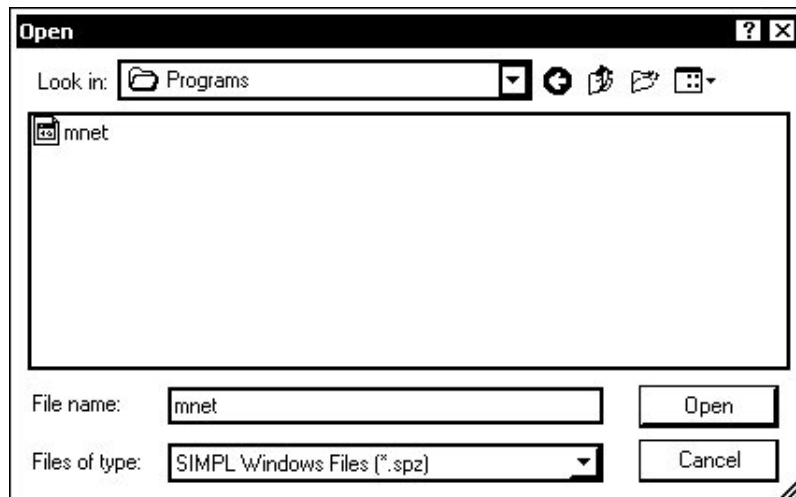 Open
Look in: Programs
mnet
File name: mnet Open
Files of type: SIMPL Windows Files (*.spz) Cancel